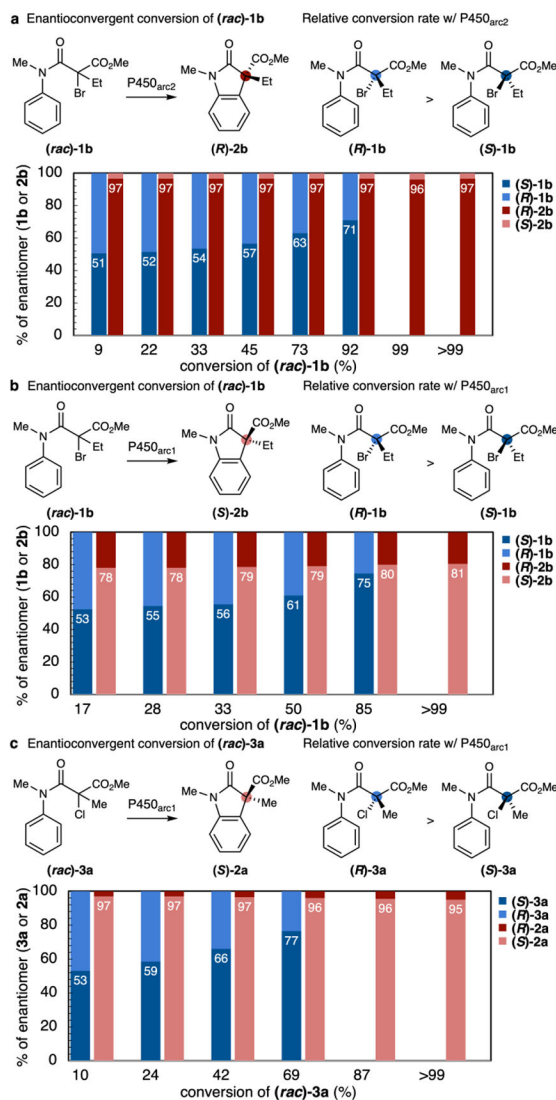 a Enantioconvergent conversion of (rac)-1b Relative conversion rate w/ P450arc2
Me N O CO2Me Et Br
P450arc2
Me N O CO2Me Et
Me N O CO2Me Br Et
>
Me N O CO2Me Br Et
(rac)-1b (R)-2b (R)-1b (S)-1b
% of enantiomer (1b or 2b)
100
80
60
40
20
0
97 97 97 97 97 97 96 97
51 52 54 57 63 71
(S)-1b
(R)-1b
(R)-2b
(S)-2b
9 22 33 45 73 92 99 >99
conversion of (rac)-1b (%)
b Enantioconvergent conversion of (rac)-1b Relative conversion rate w/ P450arc1
Me N O CO2Me Et Br
P450arc1
Me N O CO2Me Et
Me N O CO2Me Br Et
>
Me N O CO2Me Br Et
(rac)-1b (S)-2b (R)-1b (S)-1b
% of enantiomer (1b or 2b)
100
80
60
40
20
0
53 78 55 78 56 79 61 79 75 80 81
(S)-1b
(R)-1b
(R)-2b
(S)-2b
17 28 33 50 85 >99
conversion of (rac)-1b (%)
c Enantioconvergent conversion of (rac)-3a Relative conversion rate w/ P450arc1
Me N O CO2Me Me Cl
P450arc1
Me N O CO2Me Me
Me N O CO2Me Cl Me
>
Me N O CO2Me Cl Me
(rac)-3a (S)-2a (R)-3a (S)-3a
% of enantiomer (3a or 2a)
100
80
60
40
20
0
53 97 59 97 66 97 77 96 96 95
(S)-3a
(R)-3a
(R)-2a
(S)-2a
10 24 42 69 87 >99
conversion of (rac)-3a (%)